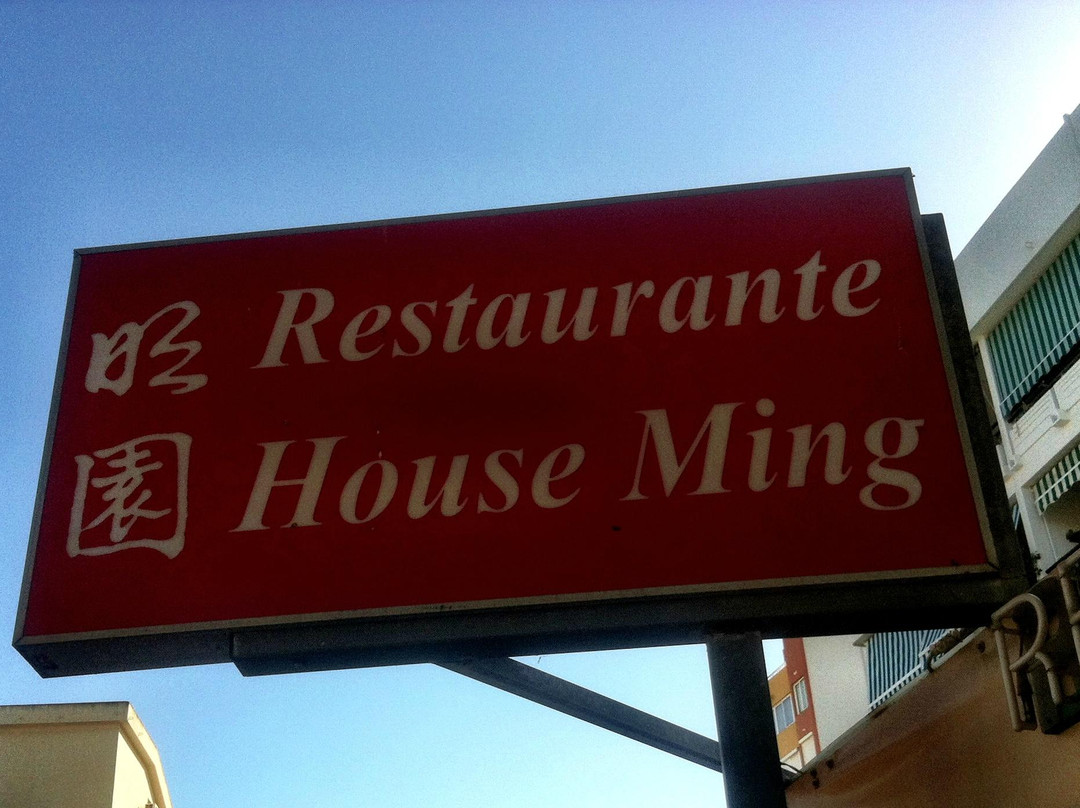 明園
Restaurante
House Ming
R